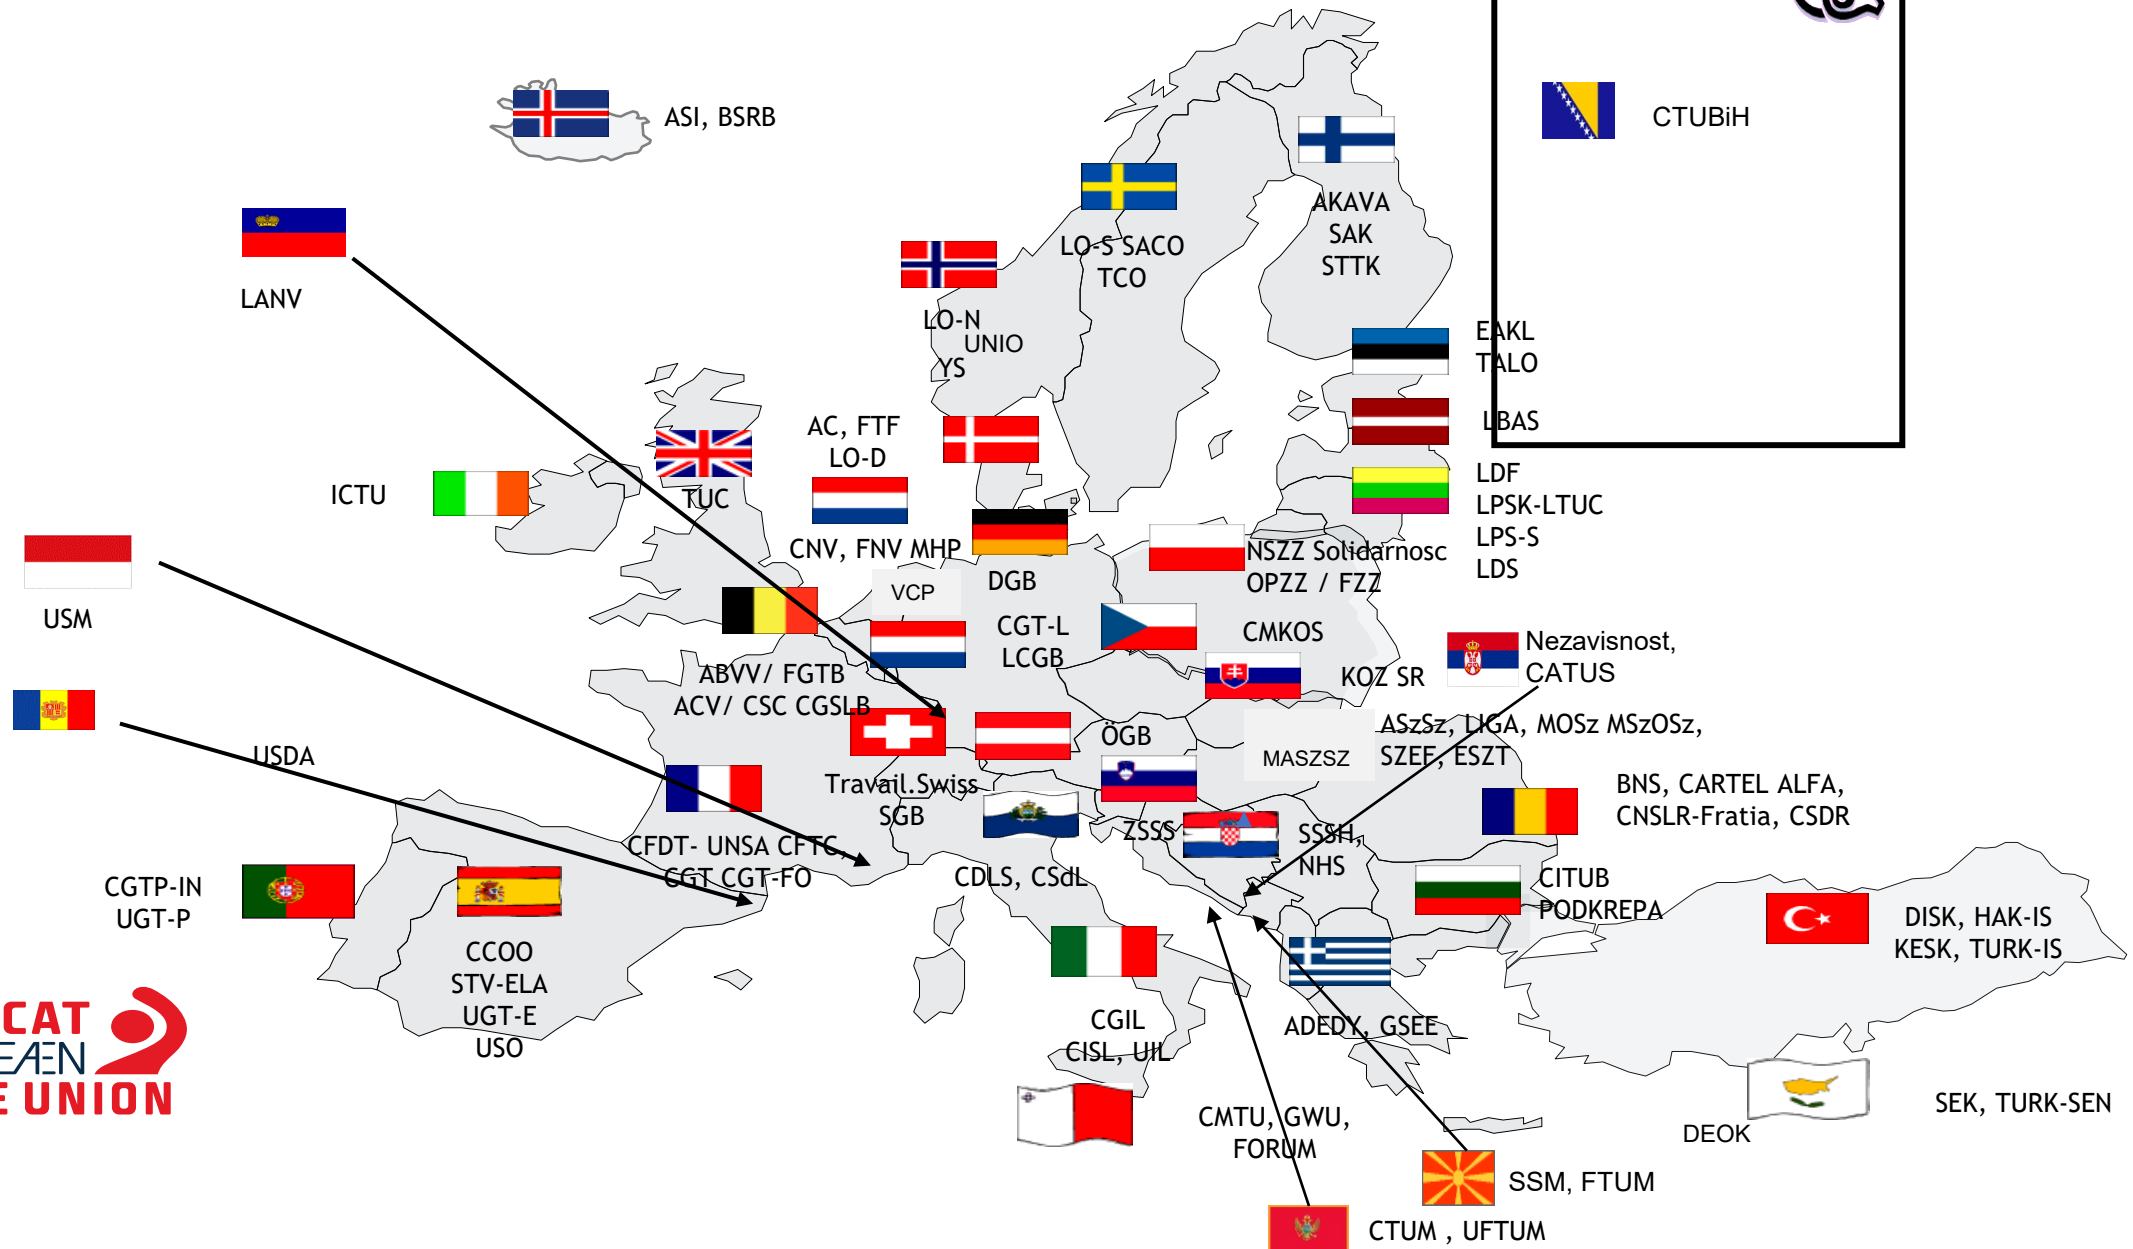 CTUBiH
ASI, BSRB
AKAVA
SAK
STTK
LO-S SACO
TCO
LANV
LO-N
UNIO
YS
EAKL
TALO
LBAS
AC, FTF
LO-D
TUC
ICTU
LDF
LPSK-LTUC
LPS-S
LDS
CNV, FNV MHP
NSZZ Solidarnosc
OPZZ / FZZ
DGB
VCP
USM
CGT-L
LCGB
CMKOS
Nezavisnost,
CATUS
KOZ SR
ABVV/ FGTB
ACV/ CSC CGSLB
ASzSz, LIGA, MOSz MSzOSz,
SZEF, ESZT
MASZSZ
ÖGB
USDA
Travail.Swiss
SGB
BNS, CARTEL ALFA,
CNSLR-Fratia, CSDR
ZSSS
SSSH,
NHS
CFDT- UNSA CFTC,
CGT CGT-FO
CDLS, CSdL
CITUB
PODKREPA
CGTP-IN
UGT-P
DISK, HAK-IS
KESK, TURK-IS
CCOO
STV-ELA
UGT-E
USO
CGIL
CISL, UIL
ADEDY, GSEE
CAT
EÆN
E UNION
CMTU, GWU,
FORUM
SEK, TURK-SEN
DEOK
SSM, FTUM
CTUM , UFTUM